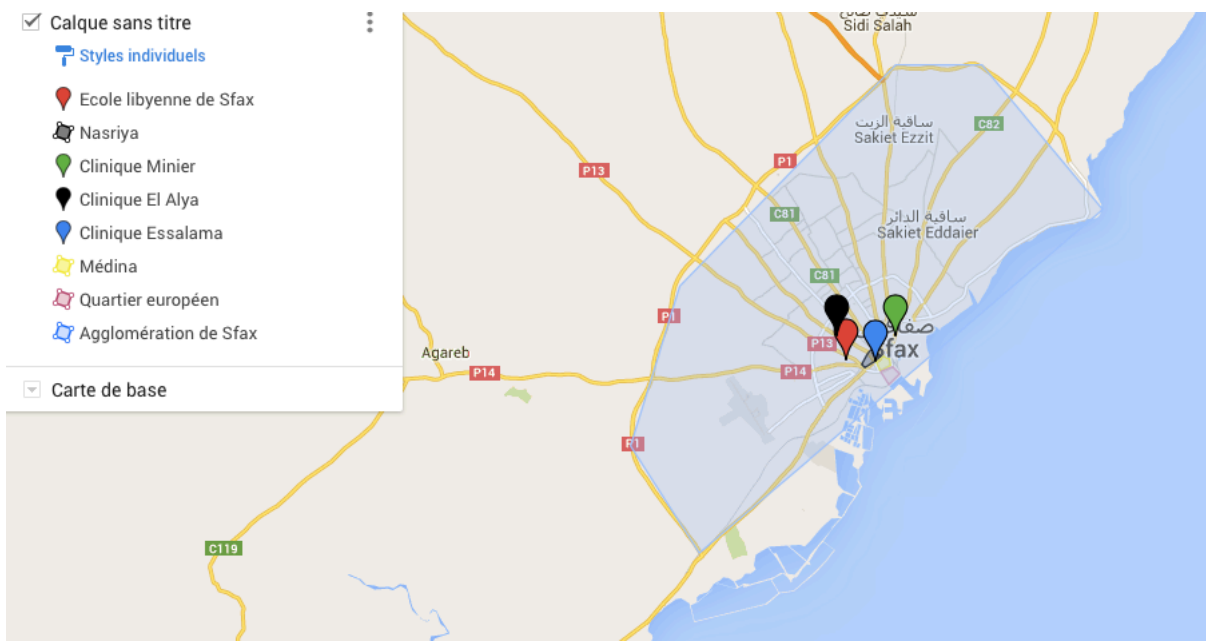 Calque sans titre
Styles individuels
Ecole libyenne de Sfax
Nasriya
Clinique Minier
Clinique El Alya
Clinique Essalama
Médina
Quartier européen
Agglomération de Sfax
Carte de base
Sidi Salah
ساقية الزيت
Sakiet Ezzit
C82
P1
P13
C81
ساقية الدائر
Sakiet Eddaier
C81
P1
P13
Sfax
Agareb
P14
P14
P1
C119